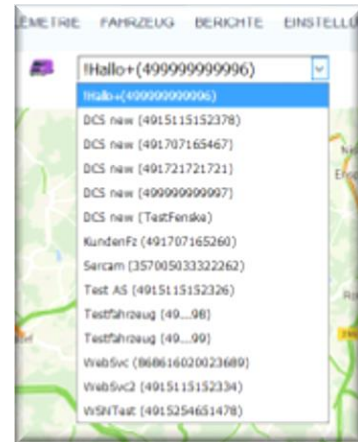 FAHRZEUG BERICHTE
!Hallo+(499999999996)
!Hallo+(499999999996)
DCS new (4915115152378)
DCS new (491707165467)
DCS new (491721721721)
DCS new (499999999997)
DCS new (TestFenske)
KundenFz (491707165260)
Sercam (357005033322262)
Test AS (4915115152326)
Testfahrzeug (49....98)
Testfahrzeug (49....99)
WebSvc (868616020023689)
WebSvc2 (4915115152334)
WSNTest (4915254651478)